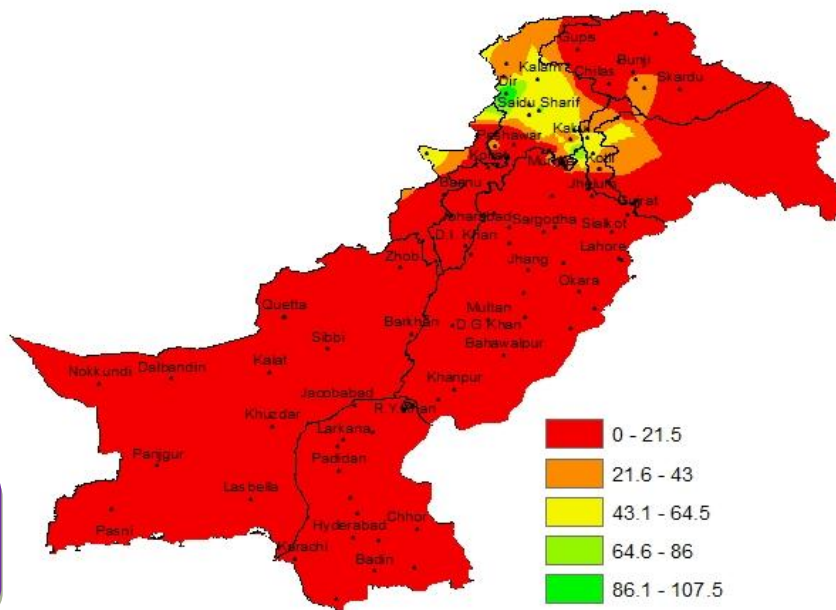 Gupis
Bunji
Kalam
Chilas
Skardu
Dir
Saidu Sharif
Kakul
Peshawar
Kohat
Kotli
Bannu
Jhelum
Gujrat
Joharabad
Sargodha
Sialkot
D.I. Khan
Lahore
Zhob
Jhang
Okara
Quetta
Multan
Barkhan
D.G.Khan
Sibbi
Bahawalpur
Nokkundi
Dalbandin
Kalat
Khanpur
Jacobabad
R.Y.Khan
Khuzdar
Larkana
Panjgur
Padidan
Lasbella
Pasni
Hyderabad
Chhor
Karachi
Badin
0 - 21.5
21.6 - 43
43.1 - 64.5
64.6 - 86
86.1 - 107.5